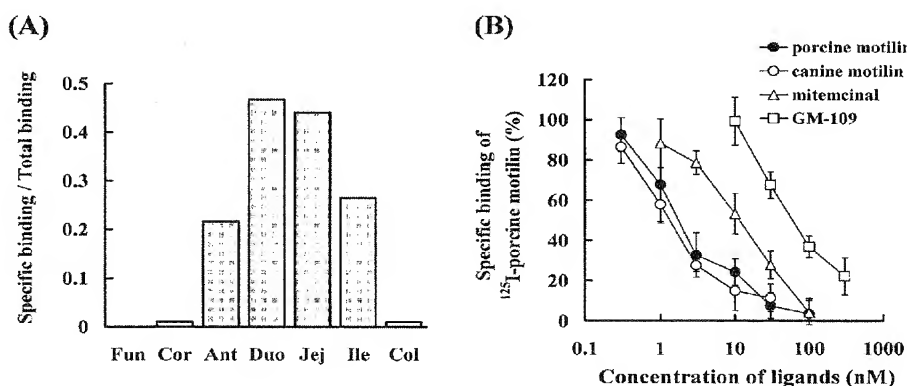 (A)
Specific binding / Total binding
0.5
0.4
0.3
0.2
0.1
0
Fun Cor Ant Duo Jej Ile Col
(B)
porcine motilin
canine motilin
mitemcinal
GM-109
Specific binding of
¹²⁵I-porcine motilin (%)
120
100
80
60
40
20
0
0.1 1 10 100 1000
Concentration of ligands (nM)